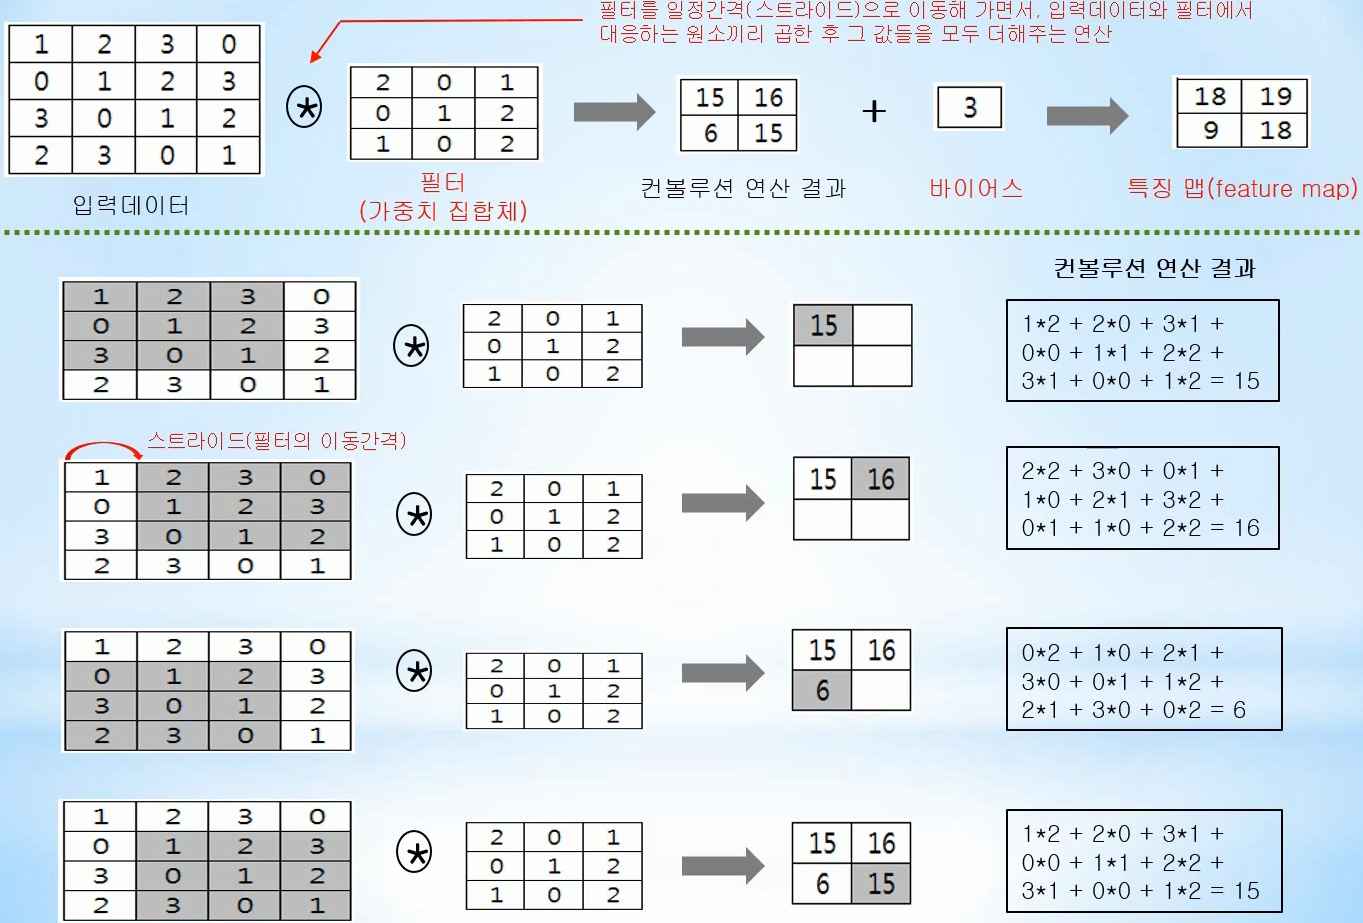 필터를 일정간격(스트라이드)으로 이동해 가면서, 입력데이터와 필터에서
대응하는 원소끼리 곱한 후 그 값들을 모두 더해주는 연산
1 2 3 0
0 1 2 3
3 0 1 2
2 3 0 1
입력데이터
*
2 0 1
0 1 2
1 0 2
필터
(가중치 집합체)
15 16
6 15
컨볼루션 연산 결과
+
3
바이어스
18 19
9 18
특징 맵(feature map)
컨볼루션 연산 결과
1 2 3 0
0 1 2 3
3 0 1 2
2 3 0 1
*
2 0 1
0 1 2
1 0 2
15
1*2 + 2*0 + 3*1 +
0*0 + 1*1 + 2*2 +
3*1 + 0*0 + 1*2 = 15
스트라이드(필터의 이동간격)
1 2 3 0
0 1 2 3
3 0 1 2
2 3 0 1
*
2 0 1
0 1 2
1 0 2
15 16
2*2 + 3*0 + 0*1 +
1*0 + 2*1 + 3*2 +
0*1 + 1*0 + 2*2 = 16
1 2 3 0
0 1 2 3
3 0 1 2
2 3 0 1
*
2 0 1
0 1 2
1 0 2
15 16
6
0*2 + 1*0 + 2*1 +
3*0 + 0*1 + 1*2 +
2*1 + 3*0 + 0*2 = 6
1 2 3 0
0 1 2 3
3 0 1 2
2 3 0 1
*
2 0 1
0 1 2
1 0 2
15 16
6 15
1*2 + 2*0 + 3*1 +
0*0 + 1*1 + 2*2 +
3*1 + 0*0 + 1*2 = 15